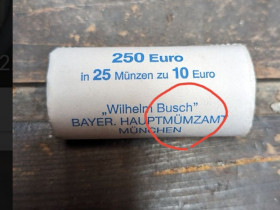 250 Euro
in 25 Münzen zu 10 Euro
„Wilhelm Busch"
BAYER. HAUPTMÜMZAMT
MÜNCHEN